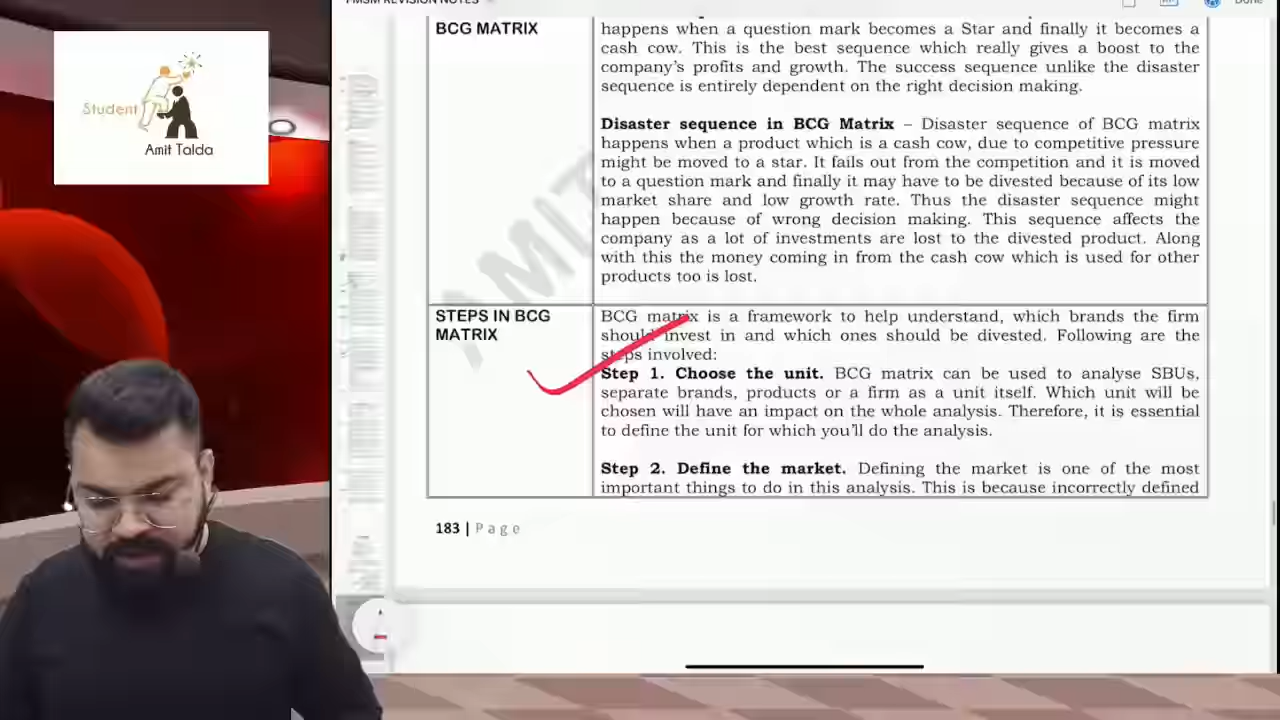 FMSM REVISION NOTES
Done
Student
Amit Talda
BCG MATRIX
happens when a question mark becomes a Star and finally it becomes a
cash cow. This is the best sequence which really gives a boost to the
company's profits and growth. The success sequence unlike the disaster
sequence is entirely dependent on the right decision making.
Disaster sequence in BCG Matrix – Disaster sequence of BCG matrix
happens when a product which is a cash cow, due to competitive pressure
might be moved to a star. It fails out from the competition and it is moved
to a question mark and finally it may have to be divested because of its low
market share and low growth rate. Thus the disaster sequence might
happen because of wrong decision making. This sequence affects the
company as a lot of investments are lost to the divested product. Along
with this the money coming in from the cash cow which is used for other
products too is lost.
STEPS IN BCG
MATRIX
BCG matrix is a framework to help understand, which brands the firm
should invest in and which ones should be divested. Following are the
steps involved:
Step 1. Choose the unit. BCG matrix can be used to analyse SBUs,
separate brands, products or a firm as a unit itself. Which unit will be
chosen will have an impact on the whole analysis. Therefore, it is essential
to define the unit for which you'll do the analysis.
Step 2. Define the market. Defining the market is one of the most
important things to do in this analysis. This is because incorrectly defined
183 | Page
AMIT